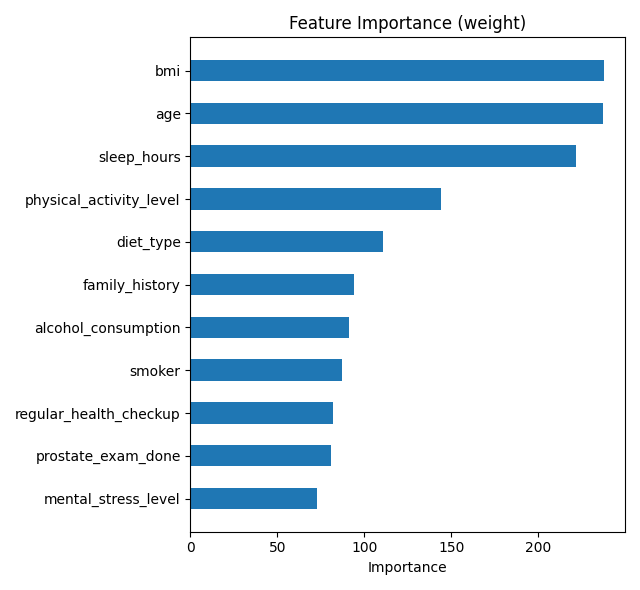 Feature Importance (weight)
bmi
age
sleep_hours
physical_activity_level
diet_type
family_history
alcohol_consumption
smoker
regular_health_checkup
prostate_exam_done
mental_stress_level
0 50 100 150 200
Importance